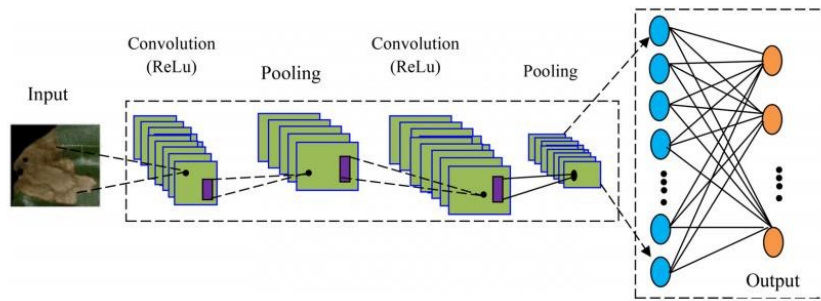 Input
Convolution
(ReLu)
Pooling
Convolution
(ReLu)
Pooling
Output